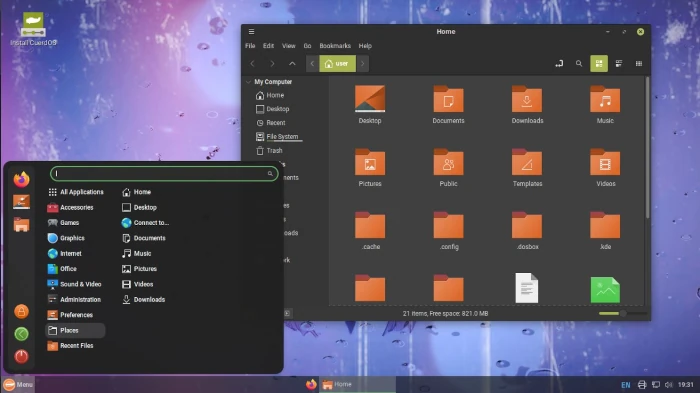 Install CuerdOS
Home
File Edit View Go Bookmarks Help
user
My Computer
Home
Desktop
Recent
File System
Trash
Desktop
Documents
Downloads
Music
Pictures
Public
Templates
Videos
.cache
.config
.dosbox
.kde
21 items, Free space: 821.0 MB
All Applications
Accessories
Games
Graphics
Internet
Office
Sound & Video
Administration
Preferences
Places
Recent Files
Home
Desktop
Connect to...
Documents
Music
Pictures
Videos
Downloads
Menu
Home
EN
19:31